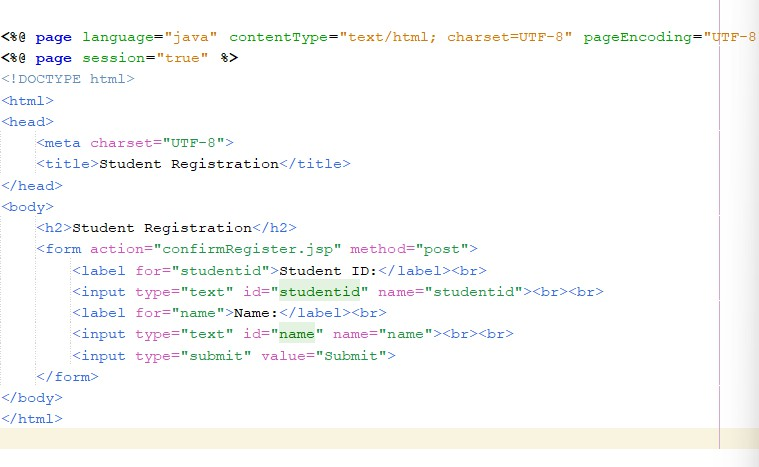 <%@ page language="java" contentType="text/html; charset=UTF-8" pageEncoding="UTF-8
<%@ page session="true" %>
<!DOCTYPE html>
<html>
<head>
    <meta charset="UTF-8">
    <title>Student Registration</title>
</head>
<body>
    <h2>Student Registration</h2>
    <form action="confirmRegister.jsp" method="post">
        <label for="studentid">Student ID:</label><br>
        <input type="text" id="studentid" name="studentid"><br><br>
        <label for="name">Name:</label><br>
        <input type="text" id="name" name="name"><br><br>
        <input type="submit" value="Submit">
    </form>
</body>
</html>